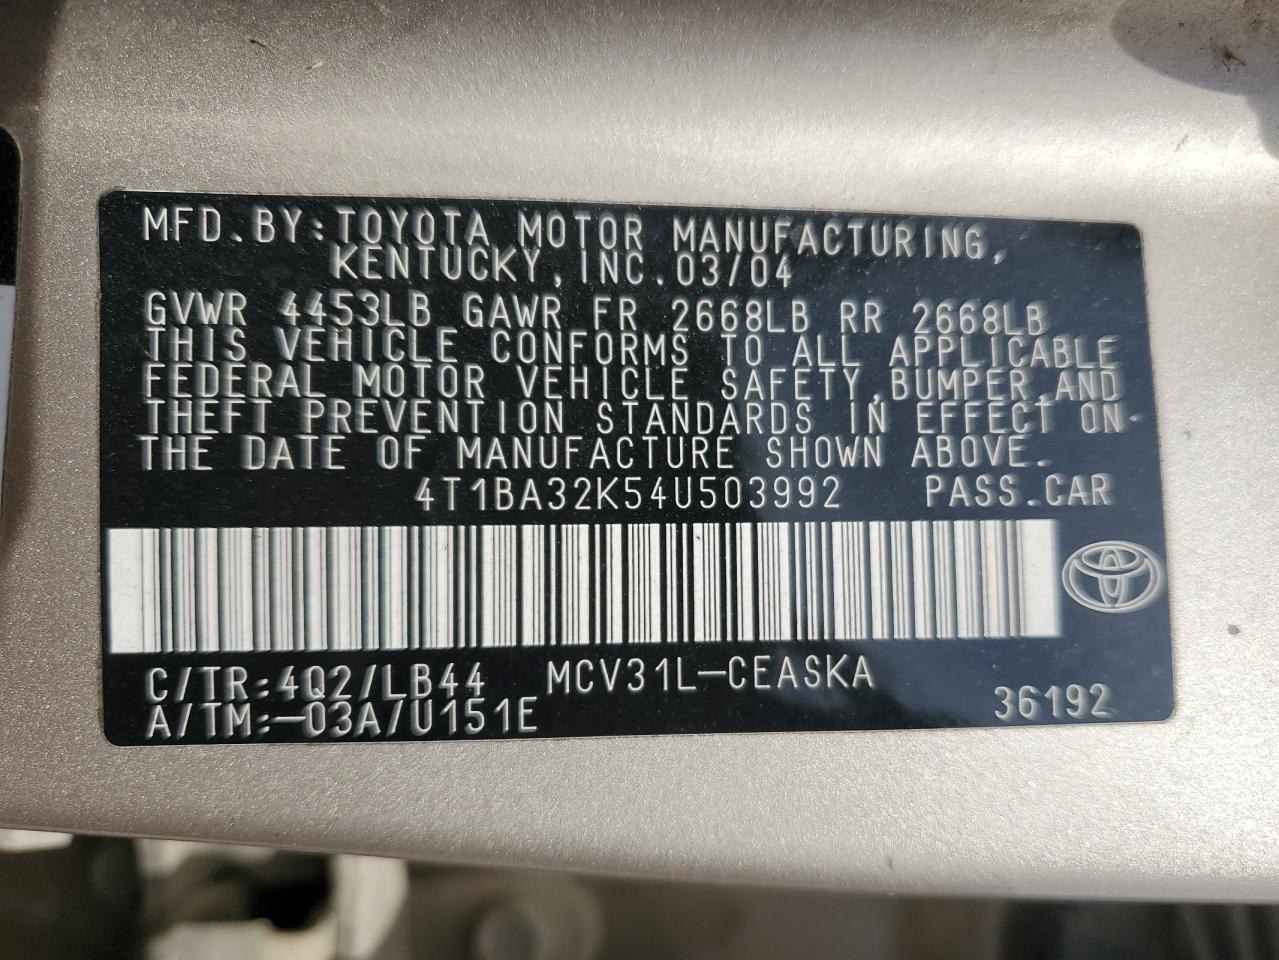 MFD.BY:TOYOTA MOTOR MANUFACTURING,
KENTUCKY,INC.03/04
GVWR 4453LB GAWR FR 2668LB RR 2668LB
THIS VEHICLE CONFORMS TO ALL APPLICABLE
FEDERAL MOTOR VEHICLE SAFETY,BUMPER,AND
THEFT PREVENTION STANDARDS IN EFFECT ON
THE DATE OF MANUFACTURE SHOWN ABOVE.
4T1BA32K54U503992 PASS.CAR
C/TR:4Q2/LB44 MCV31L-CEASKA
A/TM:-03A/U151E 36192